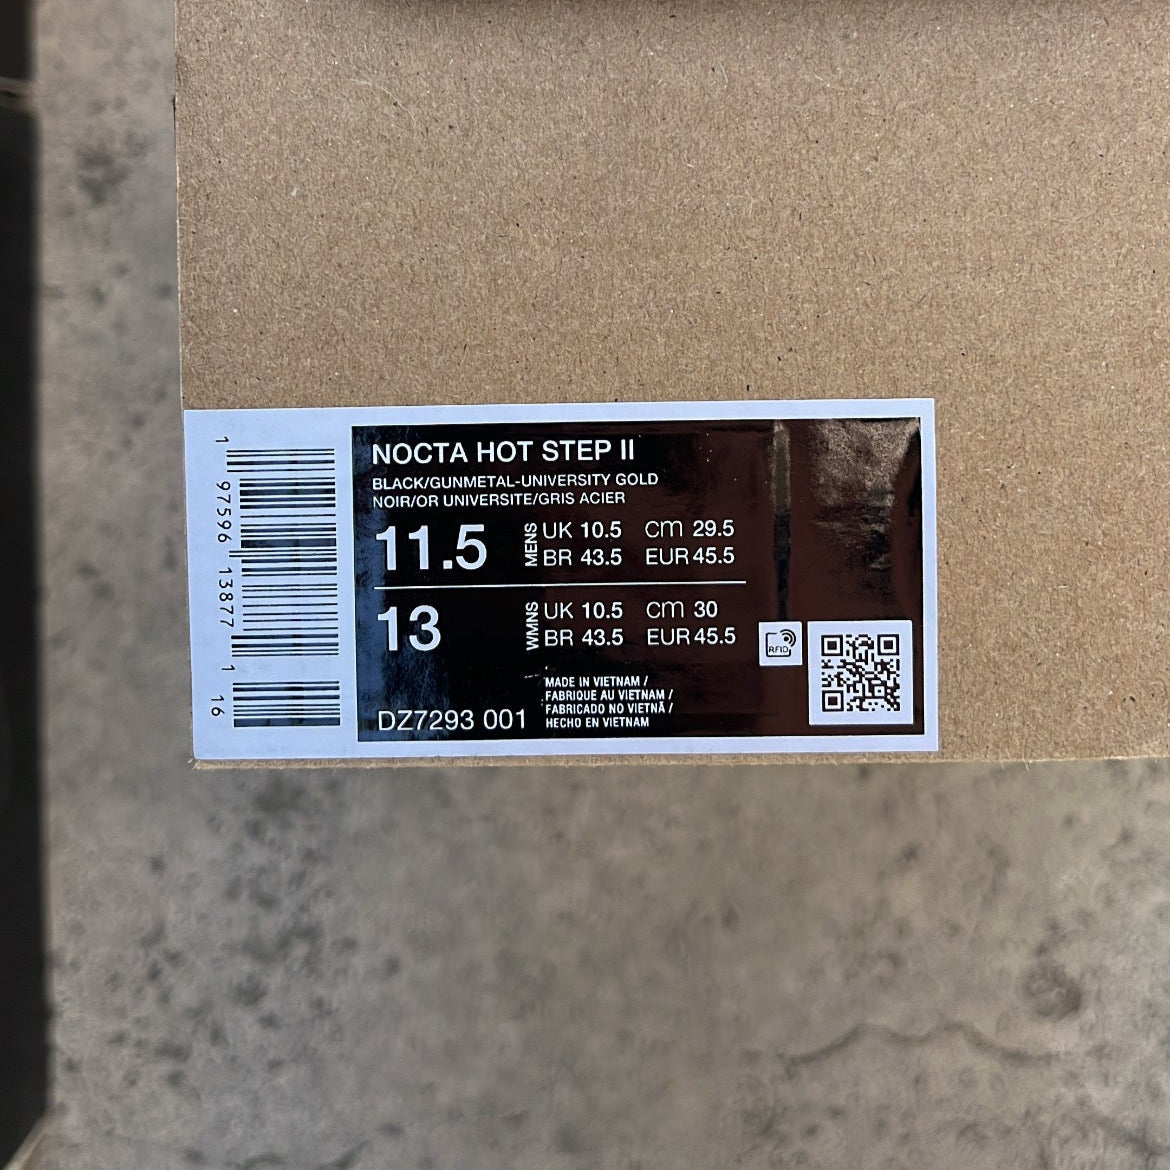 NOCTA HOT STEP II
BLACK/GUNMETAL-UNIVERSITY GOLD
NOIR/OR UNIVERSITE/GRIS ACIER
11.5 MENS UK 10.5 CM 29.5
BR 43.5 EUR 45.5
13 WMNS UK 10.5 CM 30
BR 43.5 EUR 45.5
RFID
MADE IN VIETNAM /
FABRIQUE AU VIETNAM /
FABRICADO NO VIETNÃ /
HECHO EN VIETNAM
DZ7293 001
1 97596 13877 1 16